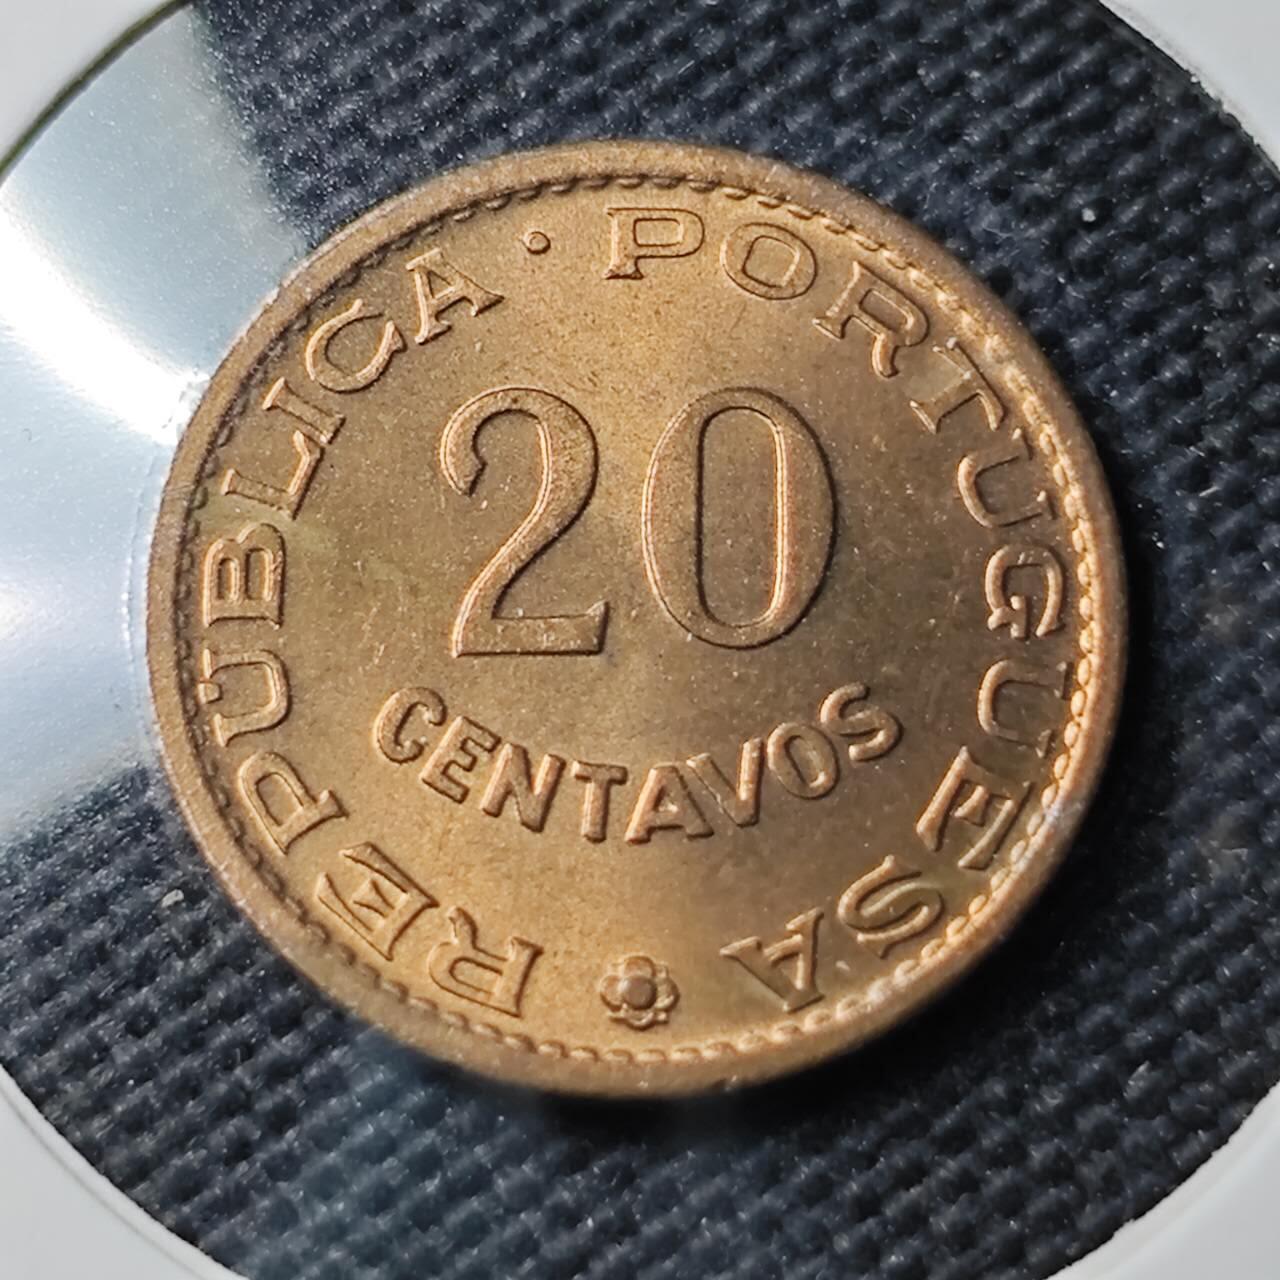 REPÚBLICA · PORTUGUESA
20
CENTAVOS